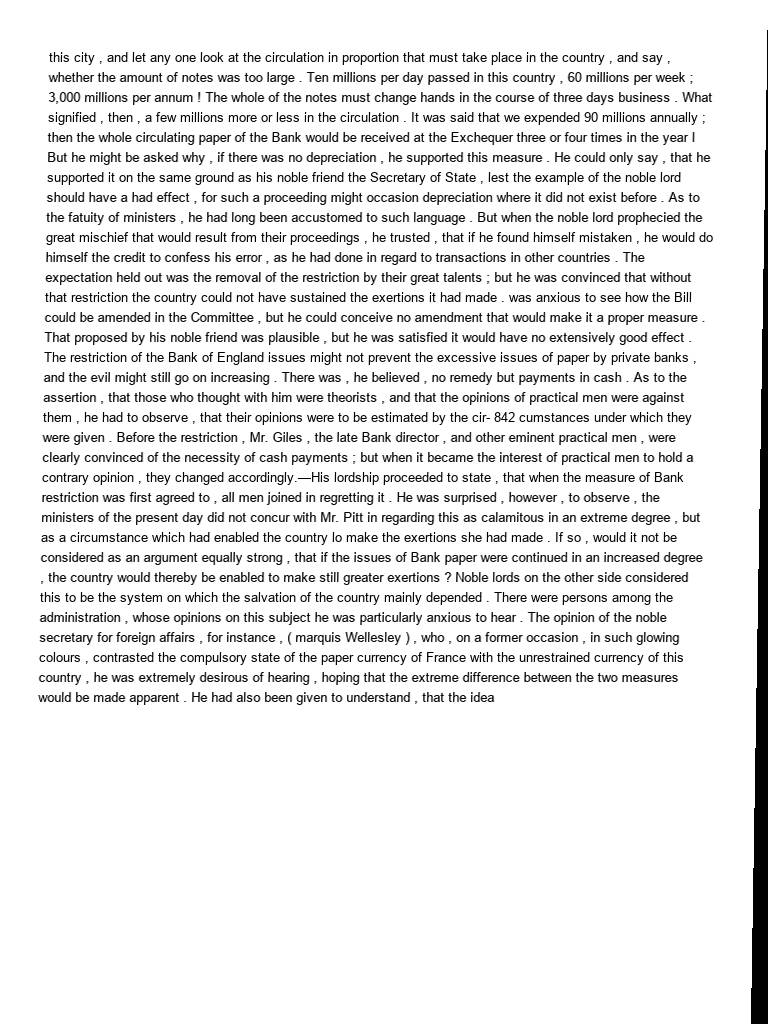 this city , and let any one look at the circulation in proportion that must take place in the country , and say ,
whether the amount of notes was too large . Ten millions per day passed in this country , 60 millions per week ;
3,000 millions per annum ! The whole of the notes must change hands in the course of three days business . What
signified , then , a few millions more or less in the circulation . It was said that we expended 90 millions annually ;
then the whole circulating paper of the Bank would be received at the Exchequer three or four times in the year I
But he might be asked why , if there was no depreciation , he supported this measure . He could only say , that he
supported it on the same ground as his noble friend the Secretary of State , lest the example of the noble lord
should have a had effect , for such a proceeding might occasion depreciation where it did not exist before . As to
the fatuity of ministers , he had long been accustomed to such language . But when the noble lord prophecied the
great mischief that would result from their proceedings , he trusted , that if he found himself mistaken , he would do
himself the credit to confess his error , as he had done in regard to transactions in other countries . The
expectation held out was the removal of the restriction by their great talents ; but he was convinced that without
that restriction the country could not have sustained the exertions it had made . was anxious to see how the Bill
could be amended in the Committee , but he could conceive no amendment that would make it a proper measure .
That proposed by his noble friend was plausible , but he was satisfied it would have no extensively good effect .
The restriction of the Bank of England issues might not prevent the excessive issues of paper by private banks ,
and the evil might still go on increasing . There was , he believed , no remedy but payments in cash . As to the
assertion , that those who thought with him were theorists , and that the opinions of practical men were against
them , he had to observe , that their opinions were to be estimated by the cir- 842 cumstances under which they
were given . Before the restriction , Mr. Giles , the late Bank director , and other eminent practical men , were
clearly convinced of the necessity of cash payments ; but when it became the interest of practical men to hold a
contrary opinion , they changed accordingly.—His lordship proceeded to state , that when the measure of Bank
restriction was first agreed to , all men joined in regretting it . He was surprised , however , to observe , the
ministers of the present day did not concur with Mr. Pitt in regarding this as calamitous in an extreme degree , but
as a circumstance which had enabled the country lo make the exertions she had made . If so , would it not be
considered as an argument equally strong , that if the issues of Bank paper were continued in an increased degree
, the country would thereby be enabled to make still greater exertions ? Noble lords on the other side considered
this to be the system on which the salvation of the country mainly depended . There were persons among the
administration , whose opinions on this subject he was particularly anxious to hear . The opinion of the noble
secretary for foreign affairs , for instance , ( marquis Wellesley ) , who , on a former occasion , in such glowing
colours , contrasted the compulsory state of the paper currency of France with the unrestrained currency of this
country , he was extremely desirous of hearing , hoping that the extreme difference between the two measures
would be made apparent . He had also been given to understand , that the idea